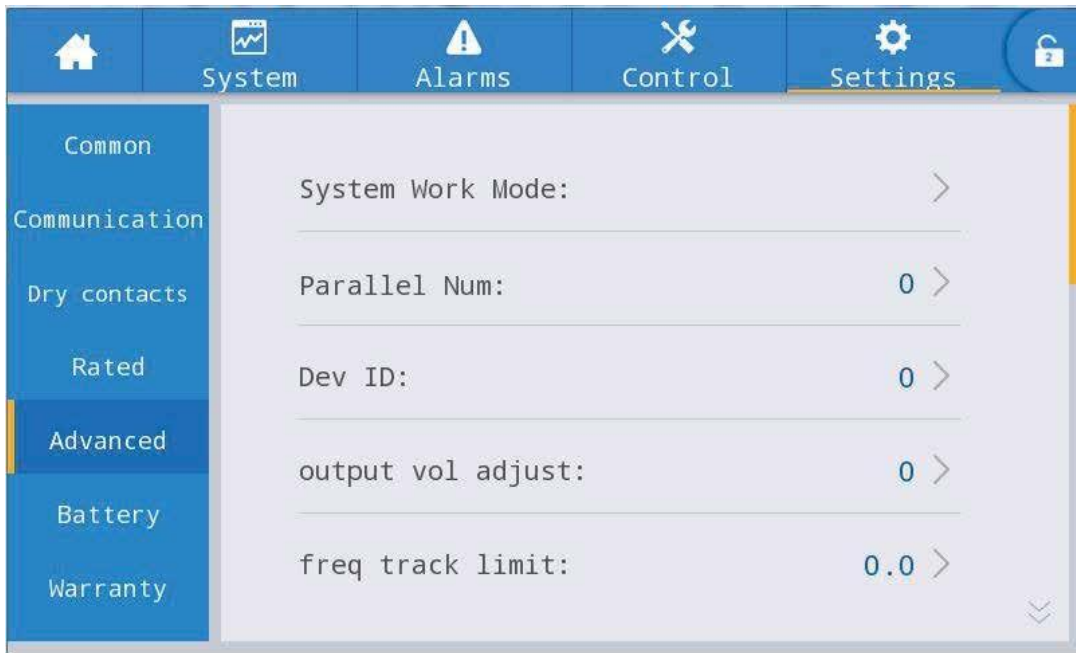 System
Alarms
Control
Settings
2
Common
Communication
Dry contacts
Rated
Advanced
Battery
Warranty
System Work Mode:
Parallel Num: 0
Dev ID: 0
output vol adjust: 0
freq track limit: 0.0